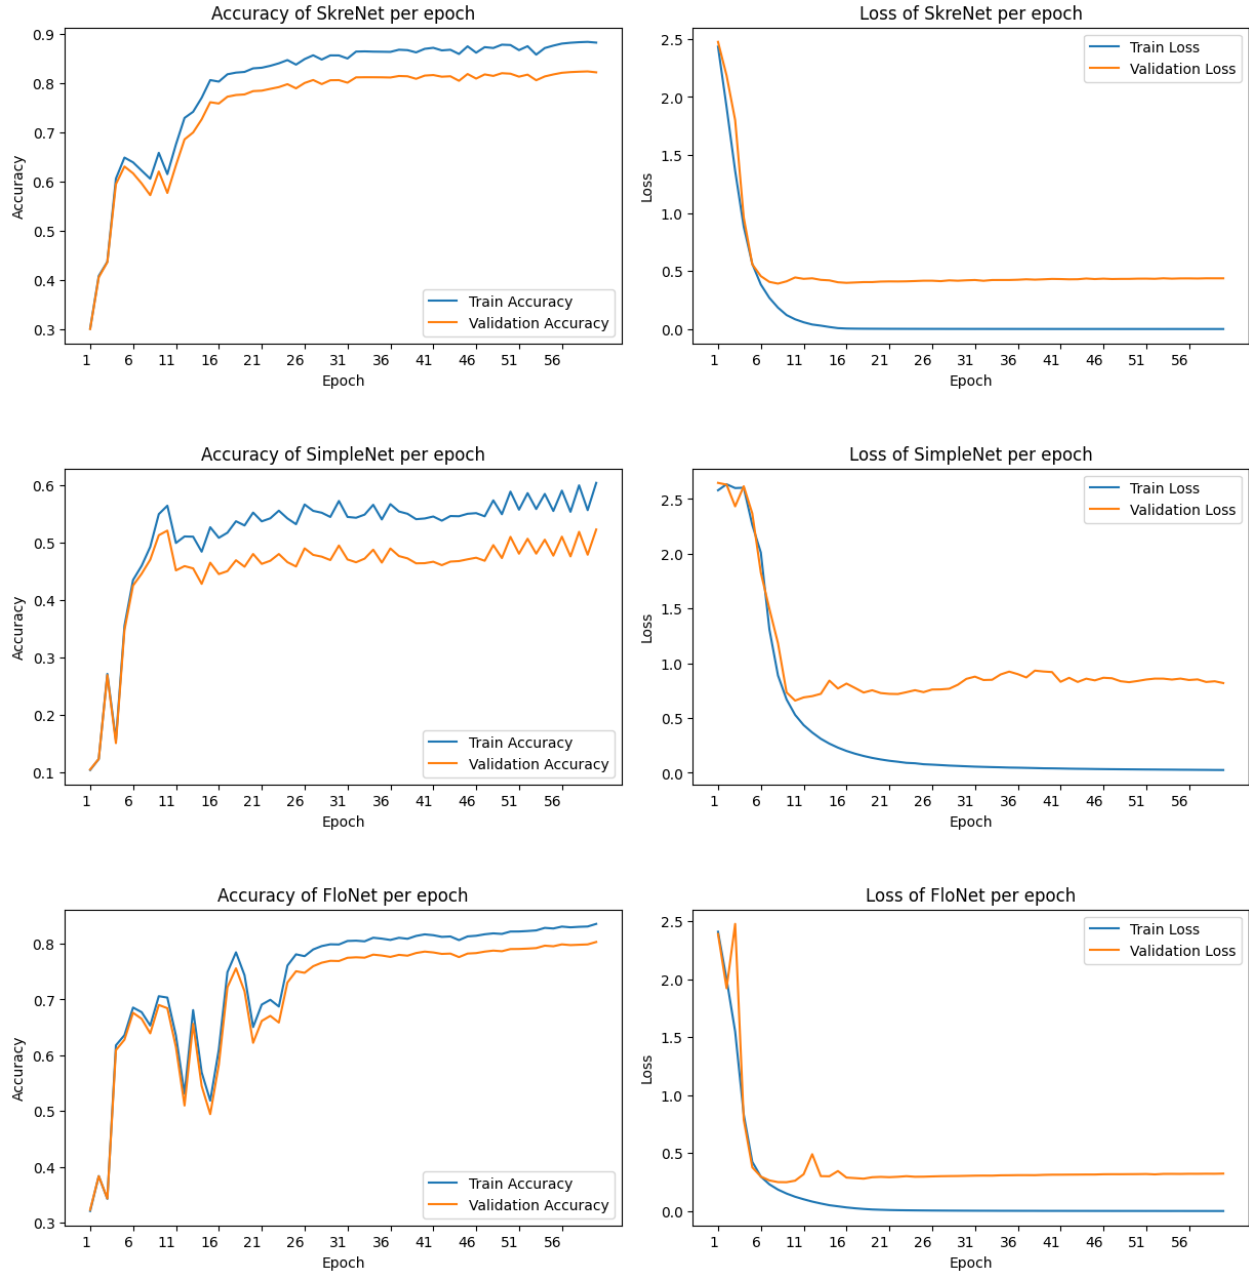 Accuracy of SkreNet per epoch
Accuracy
0.9
0.8
0.7
0.6
0.5
0.4
0.3
Train Accuracy
Validation Accuracy
1 6 11 16 21 26 31 36 41 46 51 56
Epoch
Loss of SkreNet per epoch
Loss
2.5
2.0
1.5
1.0
0.5
0.0
Train Loss
Validation Loss
1 6 11 16 21 26 31 36 41 46 51 56
Epoch
Accuracy of SimpleNet per epoch
Accuracy
0.6
0.5
0.4
0.3
0.2
0.1
Train Accuracy
Validation Accuracy
1 6 11 16 21 26 31 36 41 46 51 56
Epoch
Loss of SimpleNet per epoch
Loss
2.5
2.0
1.5
1.0
0.5
0.0
Train Loss
Validation Loss
1 6 11 16 21 26 31 36 41 46 51 56
Epoch
Accuracy of FloNet per epoch
Accuracy
0.8
0.7
0.6
0.5
0.4
0.3
Train Accuracy
Validation Accuracy
1 6 11 16 21 26 31 36 41 46 51 56
Epoch
Loss of FloNet per epoch
Loss
2.5
2.0
1.5
1.0
0.5
0.0
Train Loss
Validation Loss
1 6 11 16 21 26 31 36 41 46 51 56
Epoch